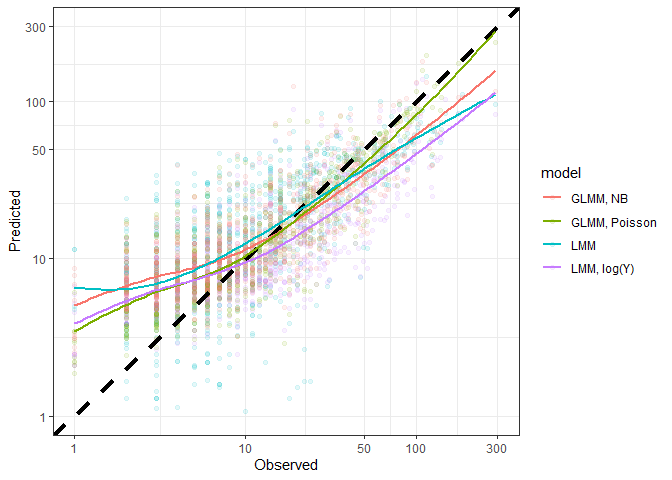 300
100
50
10
1
Predicted
1
10
50
100
300
Observed
model
GLMM, NB
GLMM, Poisson
LMM
LMM, log(Y)